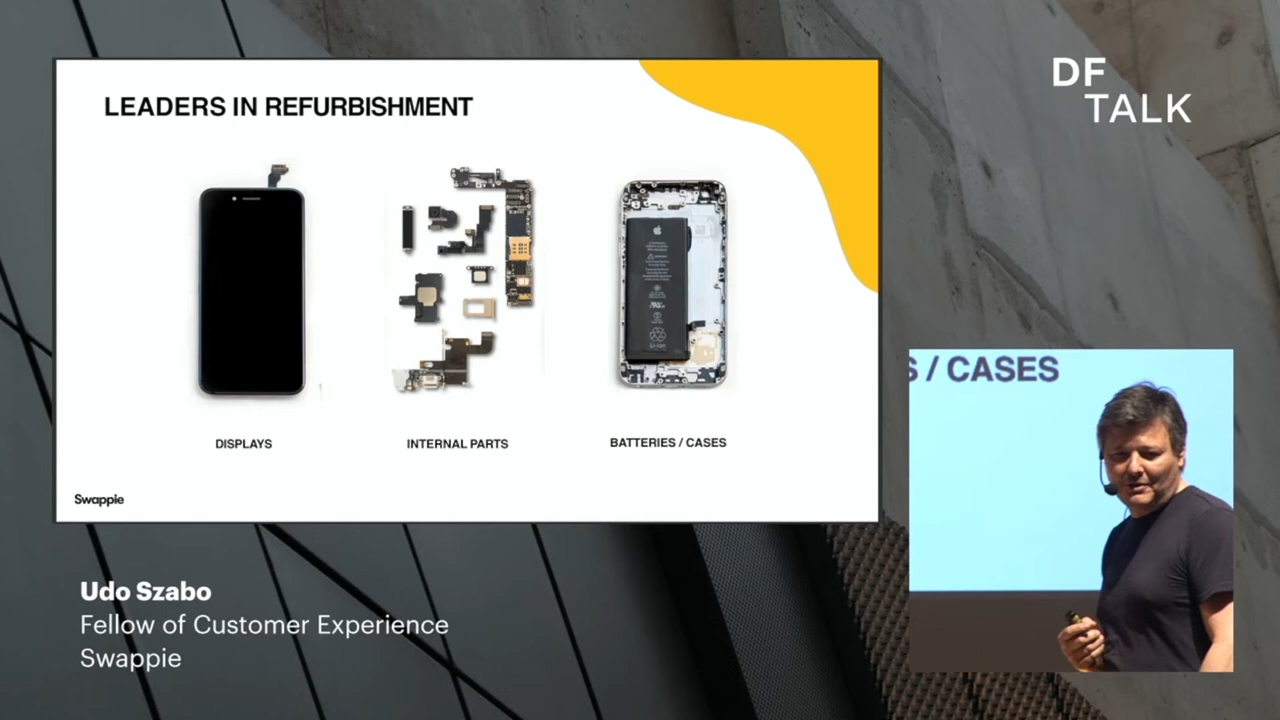 LEADERS IN REFURBISHMENT
DF
TALK
DISPLAYS
INTERNAL PARTS
BATTERIES / CASES
Swappie
S / CASES
Udo Szabo
Fellow of Customer Experience
Swappie